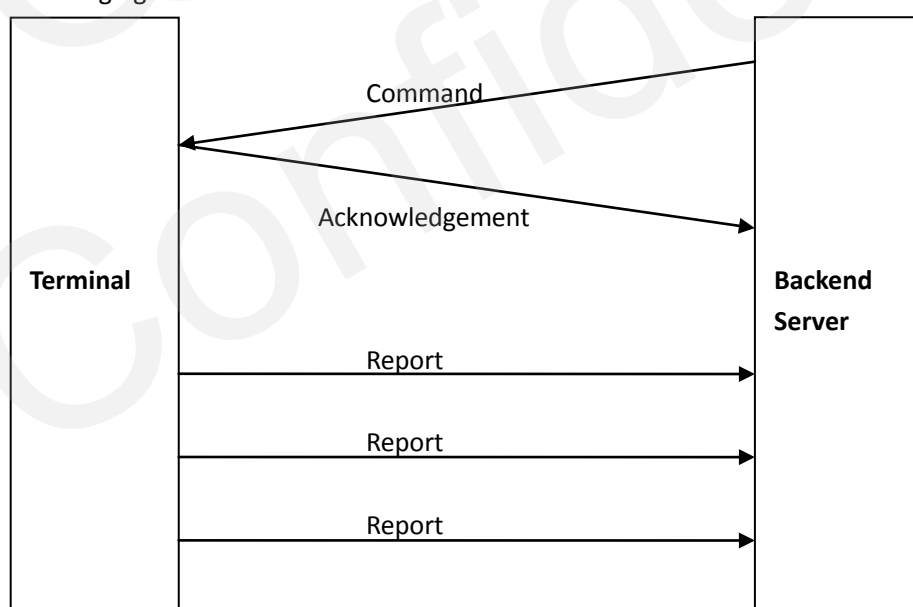 Command
Acknowledgement
Terminal
Backend
Server
Report
Report
Report